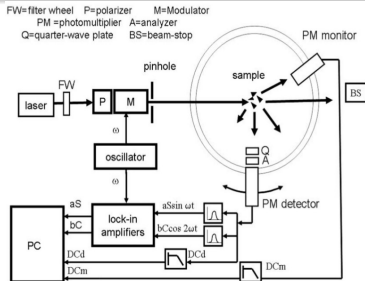 FW=filter wheel P=polarizer M=Modulator
PM =photomultiplier A=analyzer
Q=quarter-wave plate BS=beam-stop
PM monitor
pinhole
sample
FW
BS
laser
P
M
ω
Q
A
oscillator
ω
PM detector
aS
bC
lock-in
amplifiers
aSsin ωt
bCcos 2ωt
PC
DCd
DCd
DCm
DCm